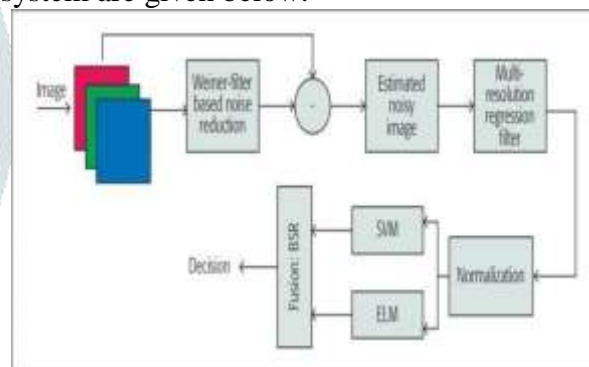 system are given below:
Image
Weiner-filter
based noise
reduction
-
Estimated
noisy
image
Multi-
resolution
regression
filter
Normalization
SVM
ELM
Fusion: BSR
Decision